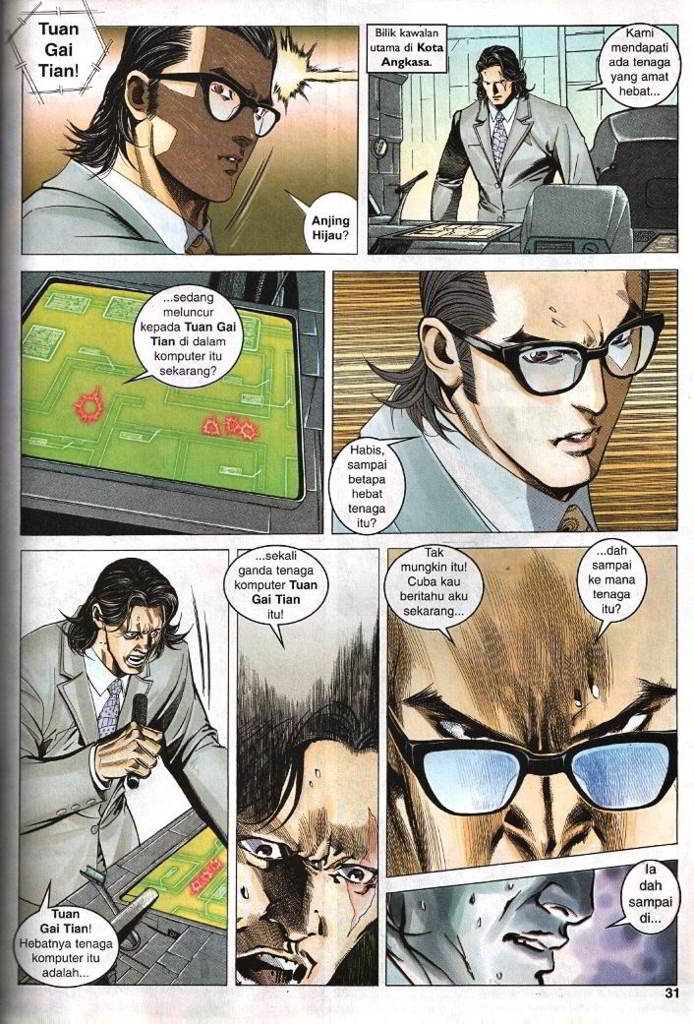 Tuan
Gai
Tian!
Anjing
Hijau?
Bilik kawalan
utama di Kota
Angkasa.
Kami
mendapati
ada tenaga
yang amat
hebat...
...sedang
meluncur
kepada Tuan Gai
Tian di dalam
komputer itu
sekarang?
Habis,
sampai
betapa
hebat
tenaga
itu?
Tuan
Gai Tian!
Hebatnya tenaga
komputer itu
adalah...
...sekali
ganda tenaga
komputer Tuan
Gai Tian
itu!
Tak
mungkin itu!
Cuba kau
beritahu aku
sekarang...
...dah
sampai
ke mana
tenaga
itu?
Ia
dah
sampai
di...
31